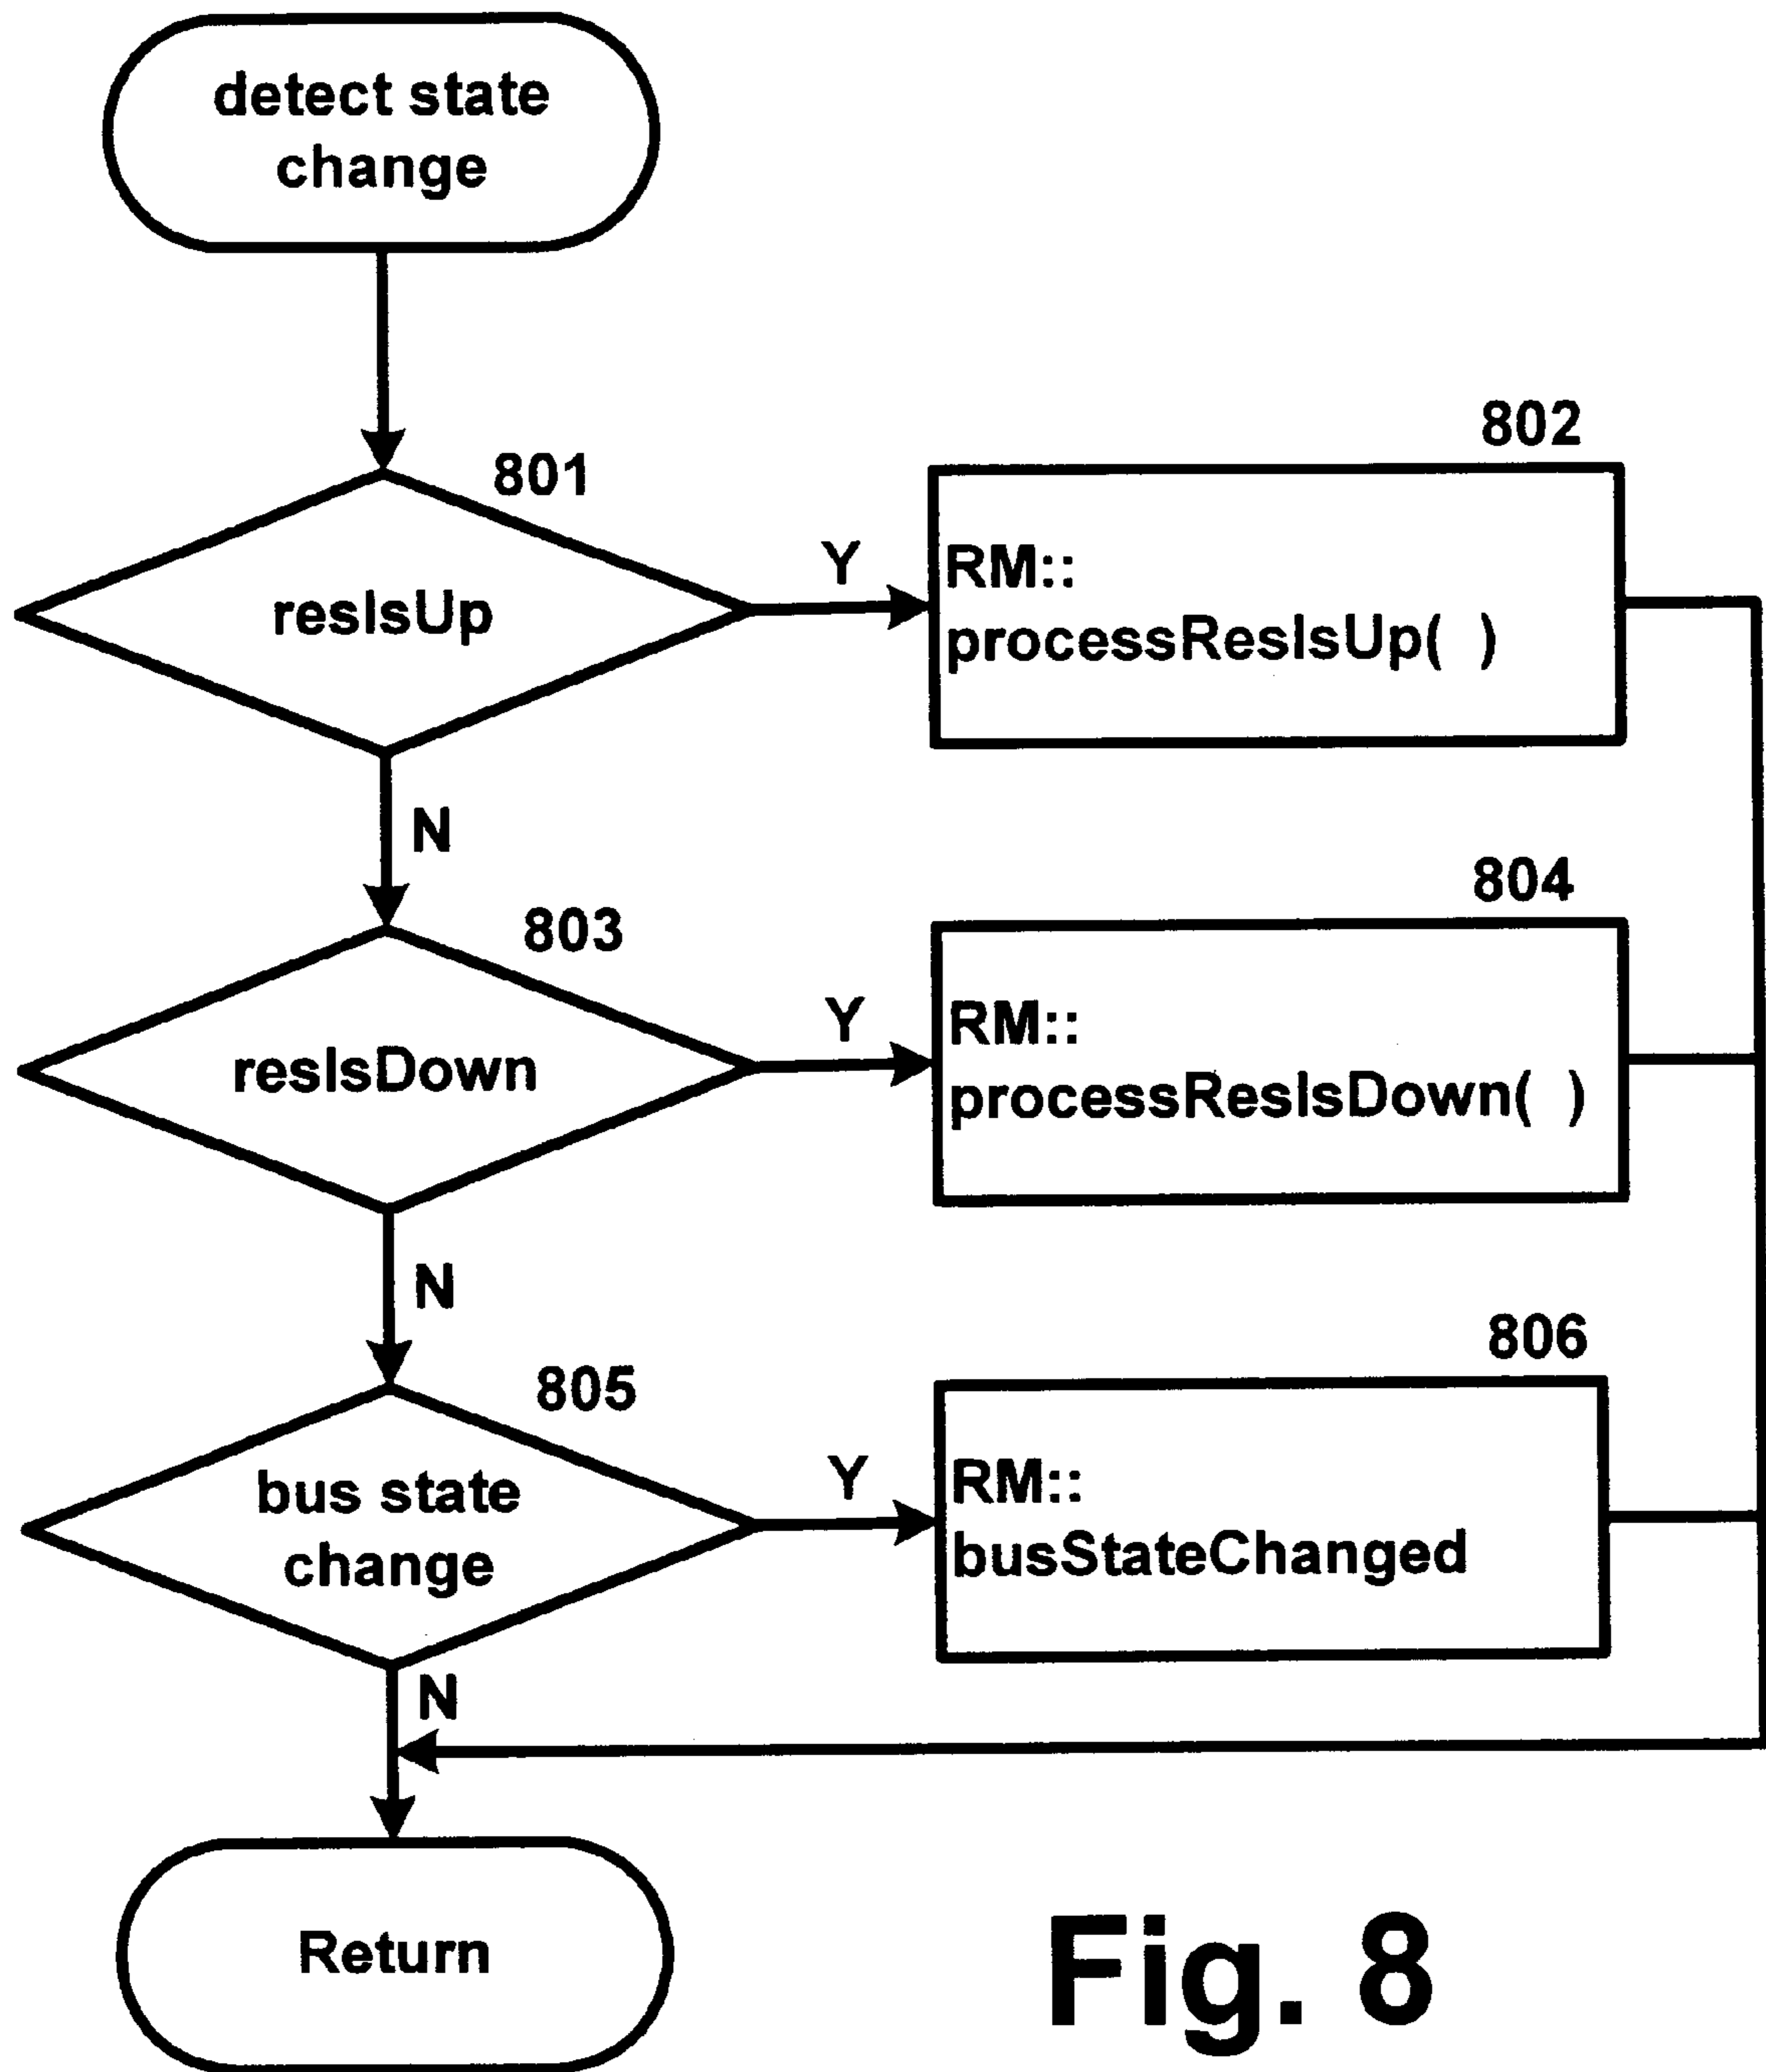 detect state
change
801
802
resIsUp
Y
RM::
processResIsUp( )
N
803
804
resIsDown
Y
RM::
processResIsDown( )
N
805
806
bus state
change
Y
RM::
busStateChanged
N
Return
Fig. 8